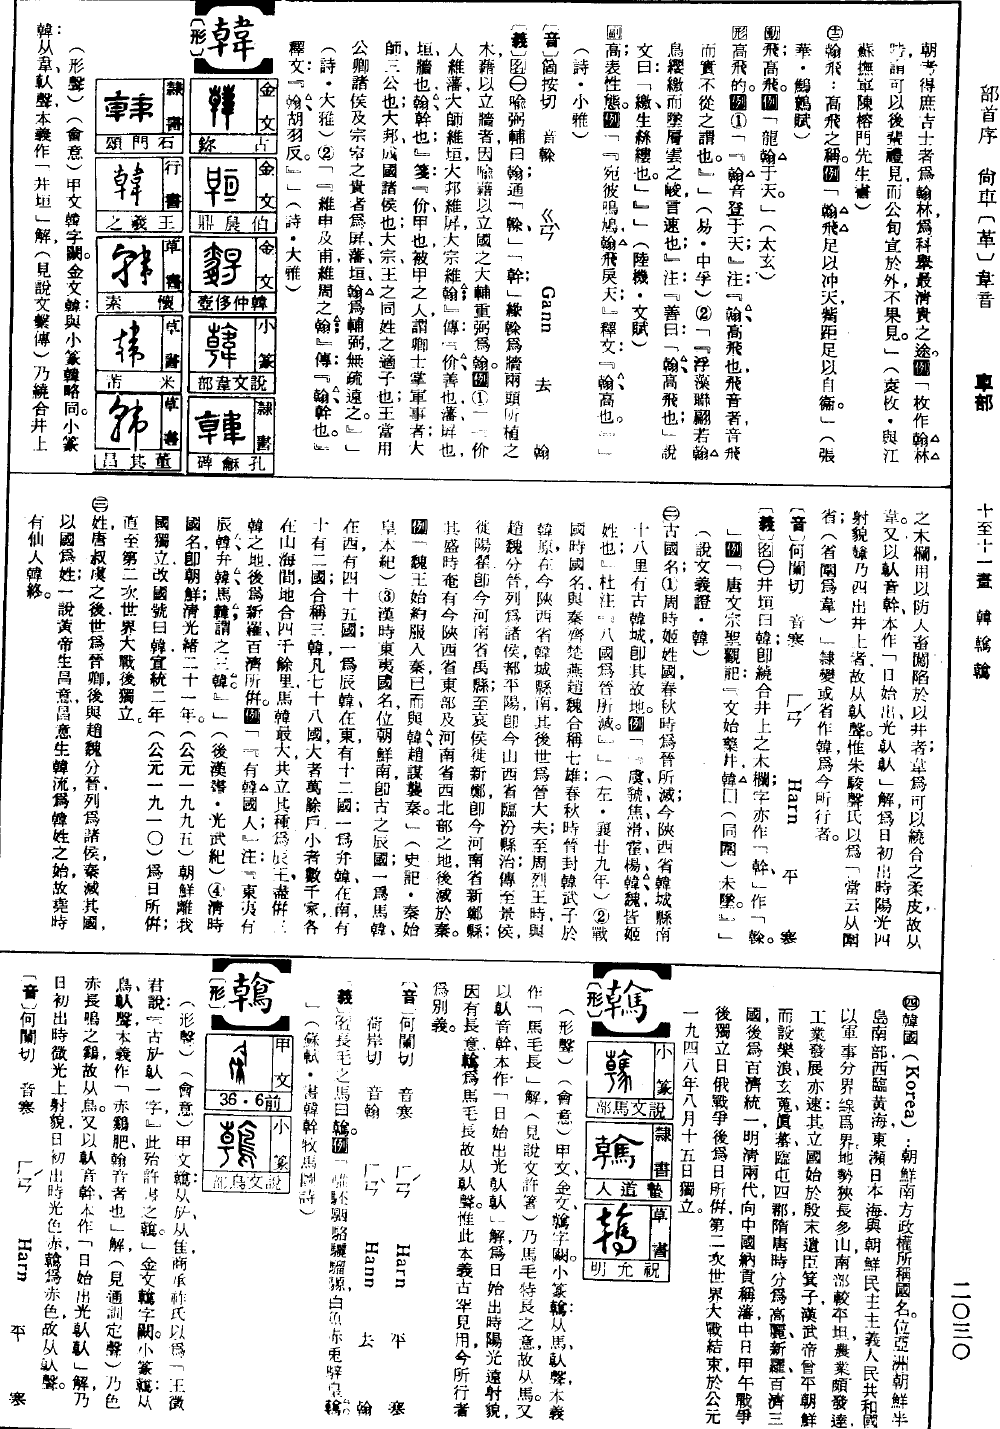 部首序 倝部〔革〕韋音
韋部
十至十一畫 韓 鶾
二〇三〇
朝考得庶吉士者爲翰林爲科舉最清貴之途。例「枚作翰林
時請可以後輩禮見而公旬宣於外不果見。」（袁枚・與江
蘇撫軍陳榕門先生書）
㊂翰飛：高飛之稱。例「翰飛足以冲天觜距足以自衞。」（張
華・鷦鷯賦）
動飛：高飛。例「龍翰于天。」（太玄）
形高飛的。例①「『翰音登于天』注：『翰高飛也飛音者音飛
而實不從之謂也。』」（易・中孚）②「『浮藻聯翩若翰
鳥纓繳而墜層雲之峻』言速也』注『善曰：「翰高飛也」說
文曰：「繳生絲縷也。」』」（陸機・文賦）
副高表性態。例「『宛彼鳴鳩翰飛戾天』釋文『翰高也。』」
（詩・小雅）
〔音〕箇按切 音榦 ㄍㄢ Gann 去 翰
〔義〕名㊀喻弼輔曰翰通「榦」「幹」緣榦爲牆兩頭所植之
木藉以立牆者因喻藉以立國之大輔重弼爲翰。例①「『价
人維藩大師維垣大邦維屏大宗維翰』傳：『价善也藩屏也
垣牆也翰幹也』箋『价甲也被甲之人謂卿士掌軍事者大
師三公也大邦成國諸侯也大宗王之同姓之適子也王當用
公卿諸侯及宗室之貴者爲屏藩垣翰爲輔弼無疏遠之。』」
（詩・大雅）②「『維申及甫維周之翰』傳『翰幹也。』
釋文『翰胡羽反。』」（詩・大雅）
韓
〔形〕
金文 古鉨
金文 伯晨鼎
金文 韓仲侈壺
小篆 說文韋部
隸書 孔龢碑
隸書 石門頌
行書 王羲之
草書 懷素
草書 米芾
草書 董其昌
（形聲）（會意）甲文韓字闕。金文韓與小篆韓略同。小篆
韓：从韋倝聲本義作「井垣」解（見說文繫傳）乃繞合井上
之木欄，用以防人畜闖陷於以井者；韋爲可以繞合之柔皮故从
韋。又以倝音幹本作「日始出光倝倝」解爲日初出時陽光四
射貌韓乃四出井上者故从倝聲。惟朱駿聲氏以爲「當云从圍
省（省圍爲韋）」隸變或省作韓爲今所行者。
〔音〕何闌切 音寒 ㄏㄢˊ Harn 平 寒
〔義〕名㊀井垣曰韓卽繞合井上之木欄字亦作「幹」作「榦。
」例「唐文宗聖觀記：『文始藥井韓囗（同圍）未墜。』」
（說文義證・韓）
㊁古國名：①周時姬姓國春秋時爲晉所滅今陝西省韓城縣南
十八里有古韓城卽其故地。例「『虞虢焦滑霍楊韓魏皆姬
姓也』杜注『八國爲晉所滅。』」（左・襄廿九年）②戰
國時國名與秦齊楚燕趙魏合稱七雄春秋時晉封韓武子於
韓原在今陝西省韓城縣南其後世爲晉大夫至周烈王時與
趙魏分晉列爲諸侯都平陽卽今山西省臨汾縣治傳至景侯，
徙陽翟卽今河南省禹縣至哀侯徙新鄭卽今河南省新鄭縣；
其盛時奄有今陝西省東部及河南省西北部之地後滅於秦。
例「魏王始約服入秦已而與韓趙謀襲秦。」（史記・秦始
皇本紀）③漢時東夷國名位朝鮮南卽古之辰國一爲馬韓，
在西有四十五國一爲辰韓在東有十二國一爲弁韓在南有
十有二國合稱三韓凡七十八國大者萬餘戶小者數千家各
在山海間地合四千餘里馬韓最大共立其種爲辰王盡併三
韓之地後爲新羅百濟所併。例「『有韓國人』注『東夷有
辰韓弁韓馬韓謂之三韓。』」（後漢書・光武紀）④清時
國名卽朝鮮清光緒二十一年。（公元一九九五）朝鮮離我
國獨立改國號曰韓宣統二年（公元一九一〇）爲日所併；
直至第二次世界大戰後獨立。
㊂姓唐叔虞之後世爲晉卿後與趙魏分晉列爲諸侯秦滅其國，
以國爲姓一說黃帝生昌意昌意生韓流爲韓姓之始故堯時
有仙人韓終。
㊃韓國（Korea）：朝鮮南方政權所稱國名。位亞洲朝鮮半
島南部西臨黃海東瀕日本海與朝鮮民主主義人民共和國
以軍事分界綫爲界地勢狹長多山南部較平坦農業頗發達，
工業發展亦速其立國始於殷末遺臣箕子漢武帝曾平朝鮮
而設樂浪玄菟眞蕃臨屯四郡隋唐時分爲高麗新羅百濟三
國後爲百濟統一明清兩代向中國納貢稱藩中日甲午戰爭
後獨立日俄戰爭後爲日所併第二次世界大戰結束於公元
一九四八年八月十五日獨立。
〔形〕
小篆 說文馬部
隸書
草書 祝允明
（形聲）（會意）甲文金文字闕小篆从馬倝聲本義
作「馬毛長」解（見說文許箸）乃馬毛特長之意故从馬又
以倝音幹本作「日始出光倝倝」解爲日始出時陽光遠射貌，
因有長意爲馬毛長故从倝聲惟此本義古罕見用今所行者
爲別義。
〔音〕何闌切 音寒 ㄏㄢˊ Harn 平 寒
荷岸切 音翰 ㄏㄢˋ Hann 去 翰
〔義〕名長毛之馬曰。例
」（蘇軾・書韓幹牧馬圖詩）
鶾
〔形〕
甲文 前6・36
小篆 說文鳥部
（形聲）（會意）甲文鶾从从隹商承祚氏以爲「王徵
君說：『古倝一字』此殆許書之鶾。」金文鶾字闕。小篆鶾：从
鳥倝聲本義作「赤鷄肥翰音者也」解（見通訓定聲）乃色
赤長鳴之鷄故从鳥。又以倝音幹本作「日始出光倝倝」解乃
日初出時微光上射貌日初出時光色赤鶾爲赤色故从倝聲。
〔音〕何闌切 音寒 ㄏㄢˊ Harn 平 寒